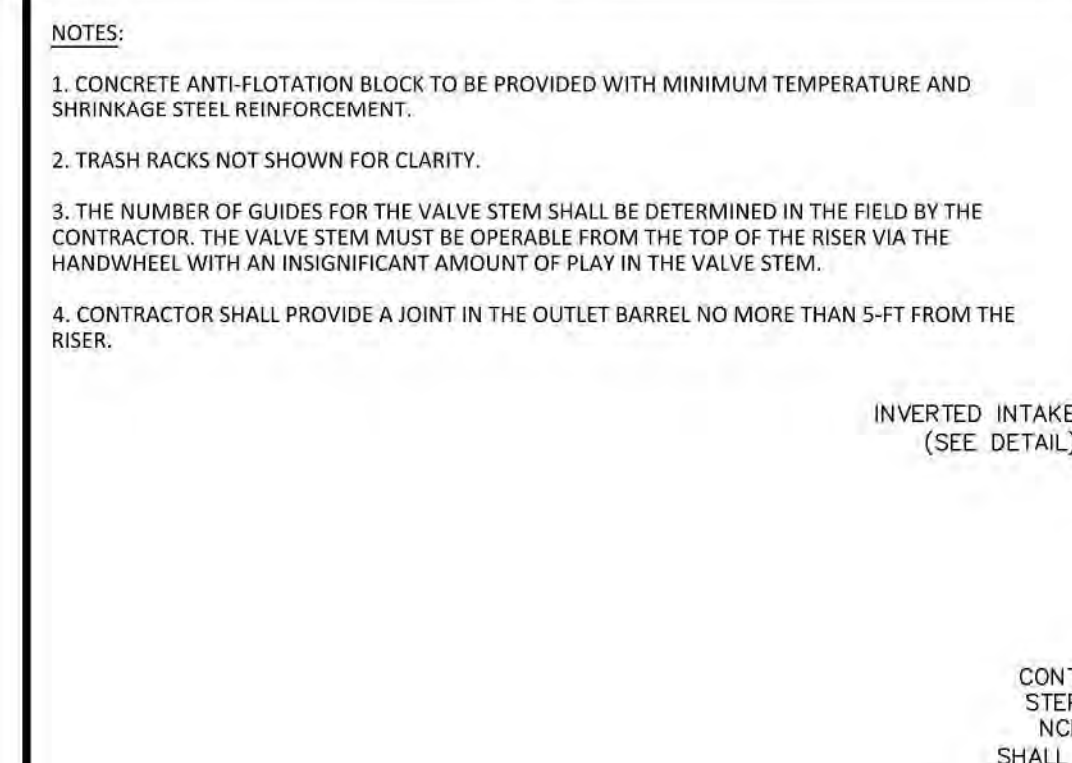 NOTES:
1. CONCRETE ANTI-FLOTATION BLOCK TO BE PROVIDED WITH MINIMUM TEMPERATURE AND
SHRINKAGE STEEL REINFORCEMENT.
2. TRASH RACKS NOT SHOWN FOR CLARITY.
3. THE NUMBER OF GUIDES FOR THE VALVE STEM SHALL BE DETERMINED IN THE FIELD BY THE
CONTRACTOR. THE VALVE STEM MUST BE OPERABLE FROM THE TOP OF THE RISER VIA THE
HANDWHEEL WITH AN INSIGNIFICANT AMOUNT OF PLAY IN THE VALVE STEM.
4. CONTRACTOR SHALL PROVIDE A JOINT IN THE OUTLET BARREL NO MORE THAN 5-FT FROM THE
RISER.
INVERTED INTAKE
(SEE DETAIL)
SHALL